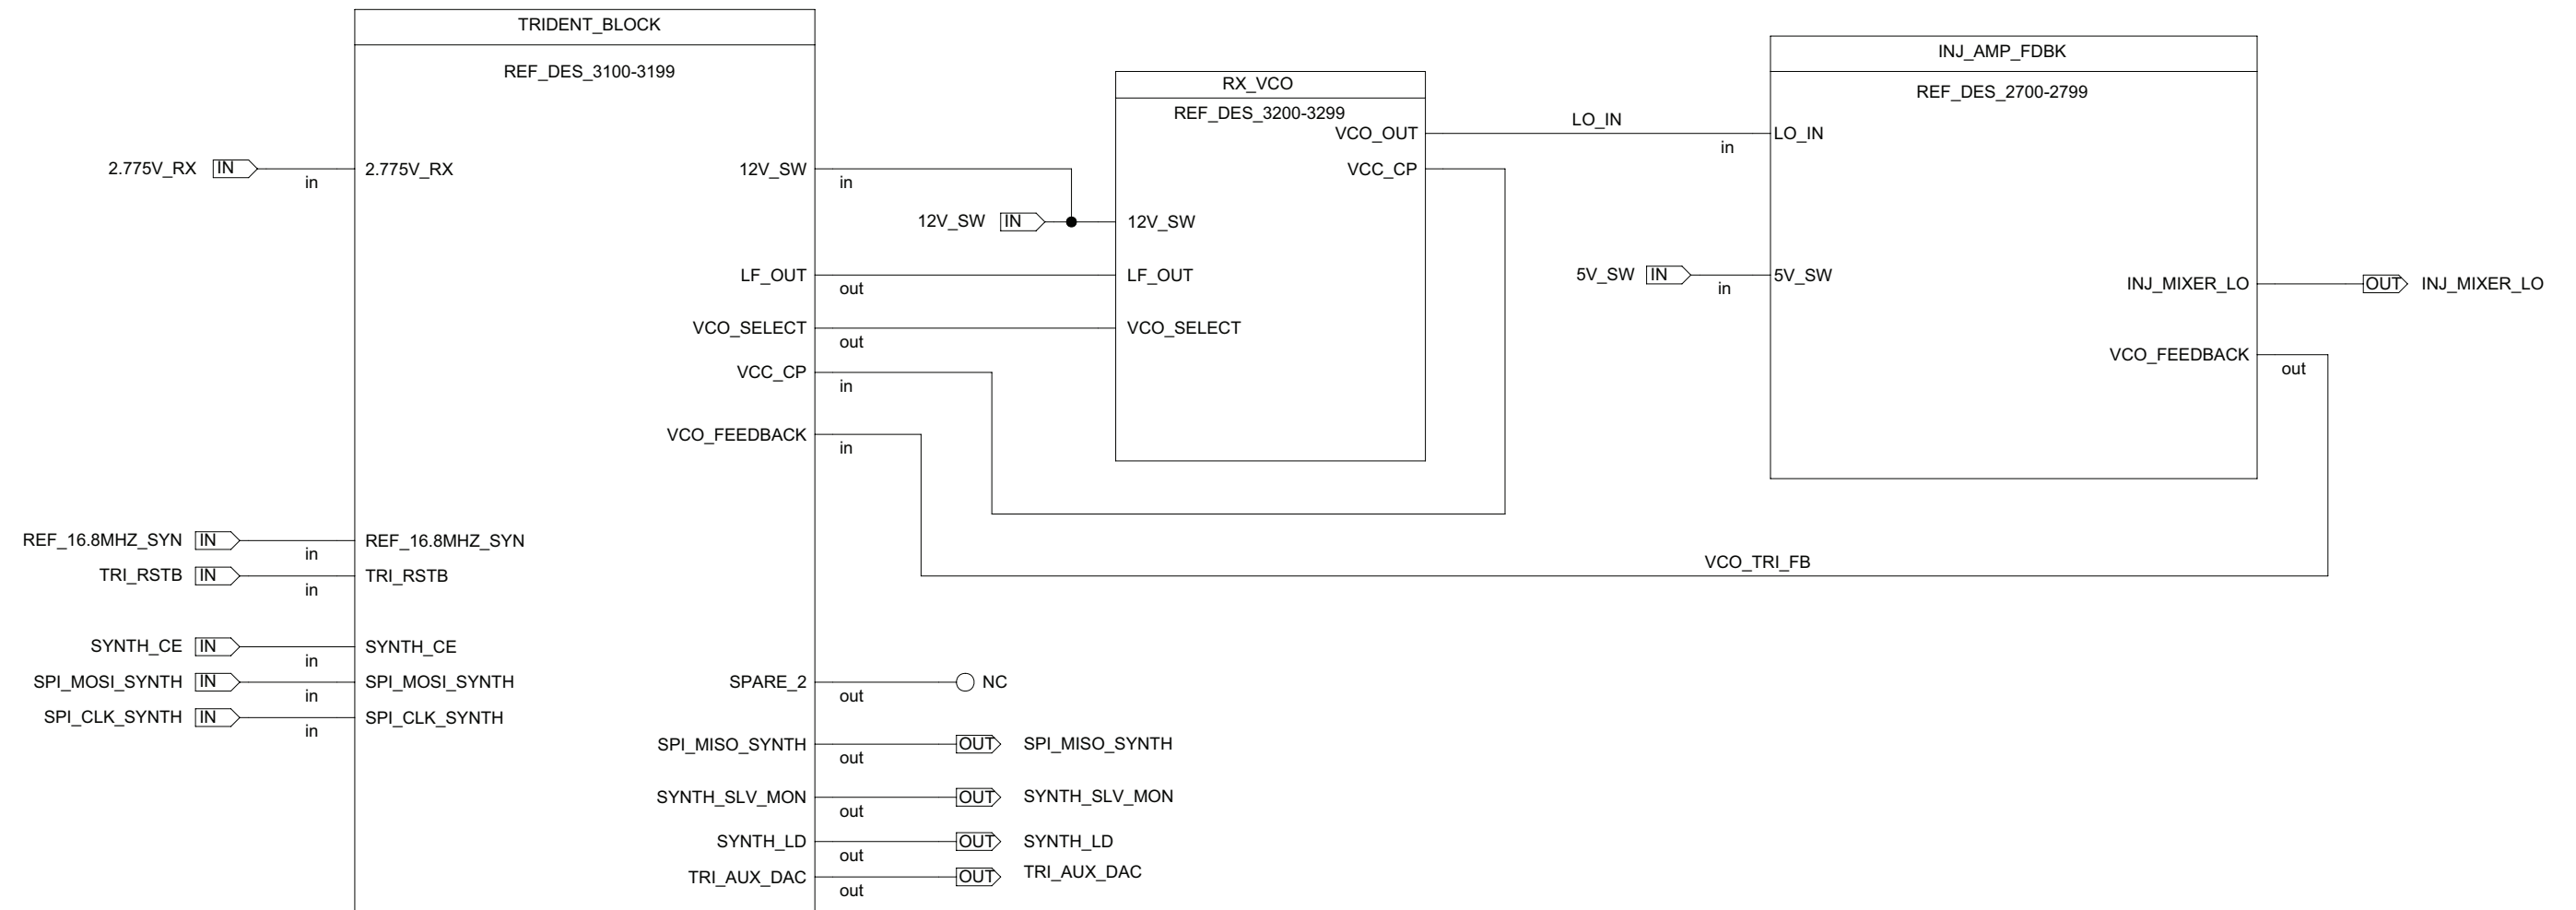 TRIDENT_BLOCK
REF_DES_3100-3199
RX_VCO
REF_DES_3200-3299
INJ_AMP_FDBK
REF_DES_2700-2799
VCO_OUT
LO_IN
in
LO_IN
2.775V_RX IN
in
2.775V_RX
12V_SW
in
VCC_CP
12V_SW IN
12V_SW
LF_OUT
out
LF_OUT
5V_SW IN
in
5V_SW
INJ_MIXER_LO
OUT INJ_MIXER_LO
VCO_SELECT
out
VCO_SELECT
VCO_FEEDBACK
out
VCC_CP
in
VCO_FEEDBACK
in
REF_16.8MHZ_SYN IN
in
REF_16.8MHZ_SYN
VCO_TRI_FB
TRI_RSTB IN
in
TRI_RSTB
SYNTH_CE IN
in
SYNTH_CE
SPI_MOSI_SYNTH IN
in
SPI_MOSI_SYNTH
SPARE_2
out
NC
SPI_CLK_SYNTH IN
in
SPI_CLK_SYNTH
SPI_MISO_SYNTH
out
OUT SPI_MISO_SYNTH
SYNTH_SLV_MON
out
OUT SYNTH_SLV_MON
SYNTH_LD
out
OUT SYNTH_LD
TRI_AUX_DAC
out
OUT TRI_AUX_DAC